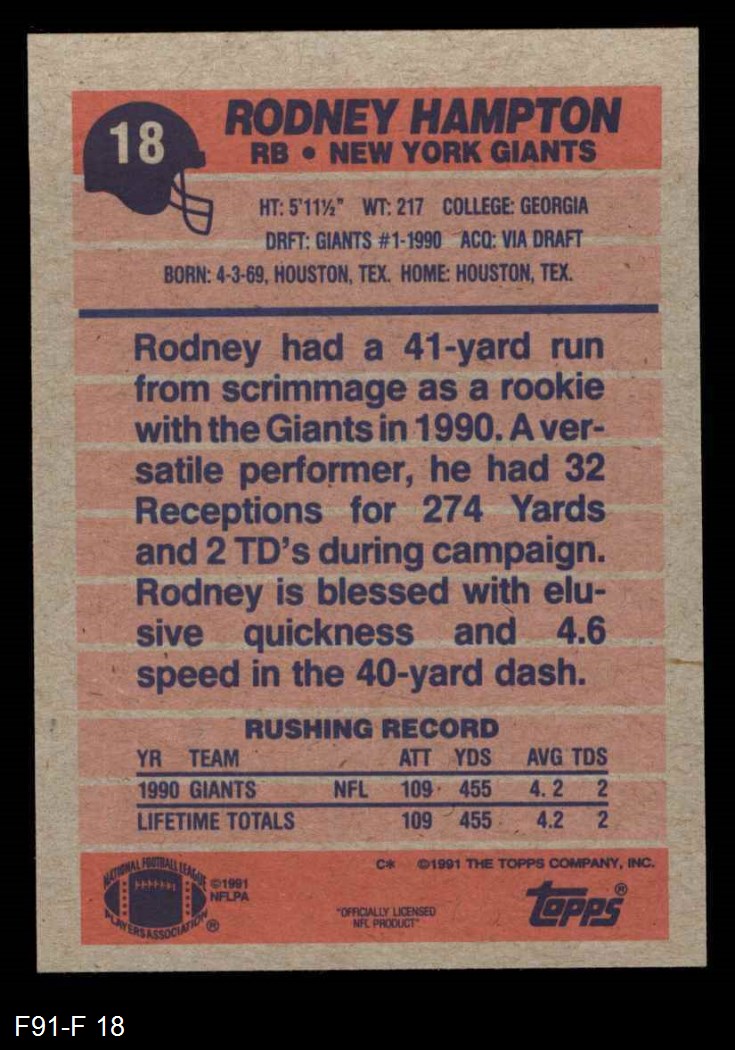 18
RODNEY HAMPTON
RB • NEW YORK GIANTS
HT: 5'11½" WT: 217 COLLEGE: GEORGIA
DRFT: GIANTS #1-1990 ACQ: VIA DRAFT
BORN: 4-3-69, HOUSTON, TEX. HOME: HOUSTON, TEX.
Rodney had a 41-yard run
from scrimmage as a rookie
with the Giants in 1990. A ver-
satile performer, he had 32
Receptions for 274 Yards
and 2 TD's during campaign.
Rodney is blessed with elu-
sive quickness and 4.6
speed in the 40-yard dash.
RUSHING RECORD
YR TEAM ATT YDS AVG TDS
1990 GIANTS NFL 109 455 4.2 2
LIFETIME TOTALS 109 455 4.2 2
C* ©1991 THE TOPPS COMPANY, INC.
NATIONAL FOOTBALL LEAGUE
PLAYERS ASSOCIATION ®
©1991
NFLPA
"OFFICIALLY LICENSED
NFL PRODUCT"
topps®
F91-F 18